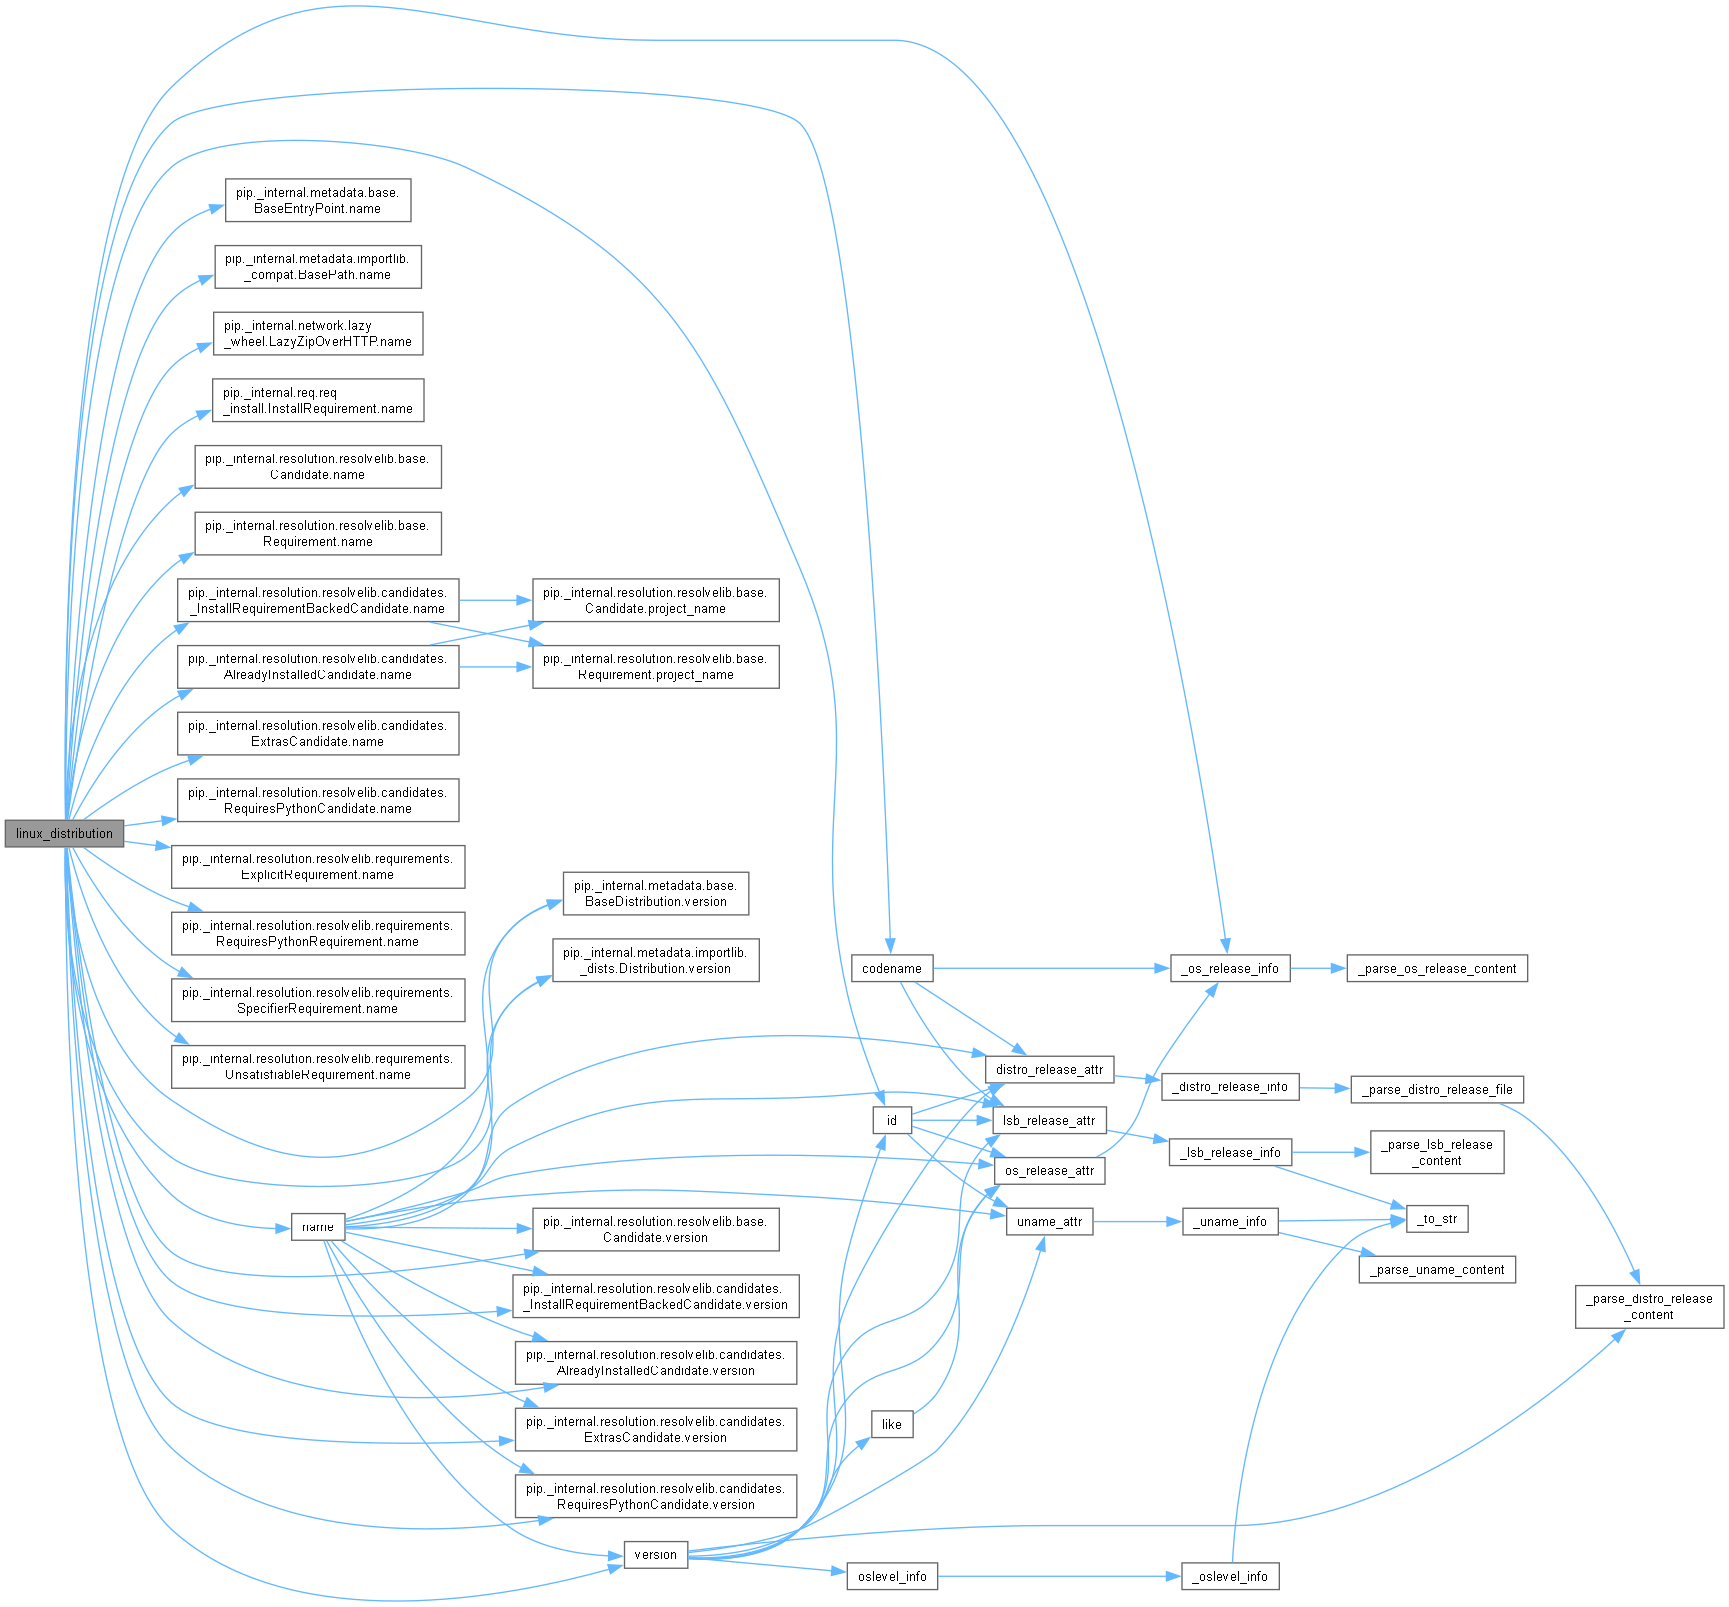 linux_distribution
pip._internal.metadata.base.
BaseEntryPoint.name
pip._internal.metadata.importlib.
_compat.BasePath.name
pip._internal.network.lazy
_wheel.LazyZipOverHTTP.name
pip._internal.req.req
_install.InstallRequirement.name
pip._internal.resolution.resolvelib.base.
Candidate.name
pip._internal.resolution.resolvelib.base.
Requirement.name
pip._internal.resolution.resolvelib.candidates.
_InstallRequirementBackedCandidate.name
pip._internal.resolution.resolvelib.candidates.
AlreadyInstalledCandidate.name
pip._internal.resolution.resolvelib.candidates.
ExtrasCandidate.name
pip._internal.resolution.resolvelib.candidates.
RequiresPythonCandidate.name
pip._internal.resolution.resolvelib.requirements.
ExplicitRequirement.name
pip._internal.resolution.resolvelib.requirements.
RequiresPythonRequirement.name
pip._internal.resolution.resolvelib.requirements.
SpecifierRequirement.name
pip._internal.resolution.resolvelib.requirements.
UnsatisfiableRequirement.name
name
pip._internal.resolution.resolvelib.base.
Candidate.project_name
pip._internal.resolution.resolvelib.base.
Requirement.project_name
pip._internal.metadata.base.
BaseDistribution.version
pip._internal.metadata.importlib.
_dists.Distribution.version
pip._internal.resolution.resolvelib.base.
Candidate.version
pip._internal.resolution.resolvelib.candidates.
_InstallRequirementBackedCandidate.version
pip._internal.resolution.resolvelib.candidates.
AlreadyInstalledCandidate.version
pip._internal.resolution.resolvelib.candidates.
ExtrasCandidate.version
pip._internal.resolution.resolvelib.candidates.
RequiresPythonCandidate.version
version
codename
id
like
oslevel_info
distro_release_attr
lsb_release_attr
os_release_attr
uname_attr
_os_release_info
_distro_release_info
_lsb_release_info
_uname_info
_oslevel_info
_parse_os_release_content
_parse_distro_release_file
_parse_lsb_release
_content
_to_str
_parse_uname_content
_parse_distro_release
_content